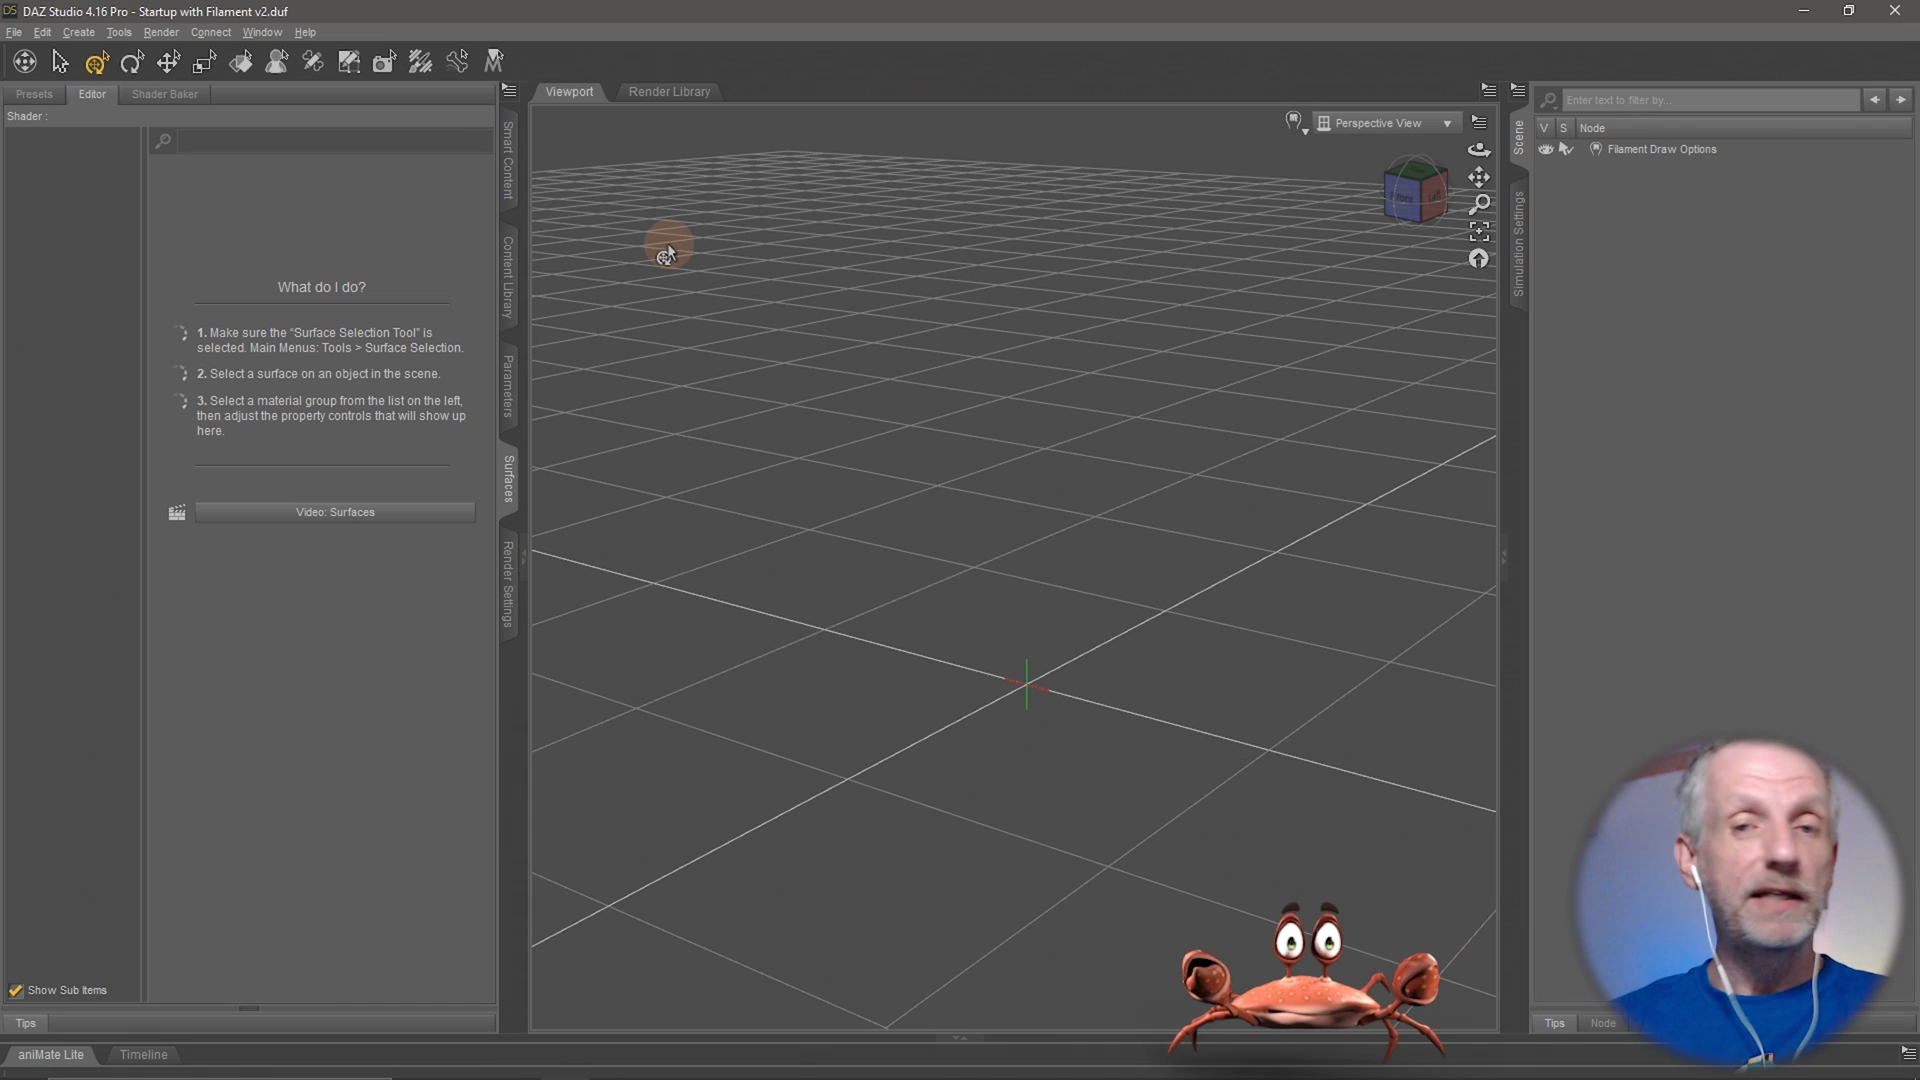 DAZ Studio 4.16 Pro - Startup with Filament v2.duf
File Edit Create Tools Render Connect Window Help
Presets Editor Shader Baker
Shader :
What do I do?
1. Make sure the “Surface Selection Tool” is
selected. Main Menus: Tools > Surface Selection.
2. Select a surface on an object in the scene.
3. Select a material group from the list on the left,
then adjust the property controls that will show up
here.
Video: Surfaces
Show Sub Items
Tips
aniMate Lite Timeline
Smart Content
Content Library
Parameters
Surfaces
Render Settings
Viewport Render Library
Perspective View
Scene
Simulation Settings
Enter text to filter by...
V S Node
Filament Draw Options
Tips Node